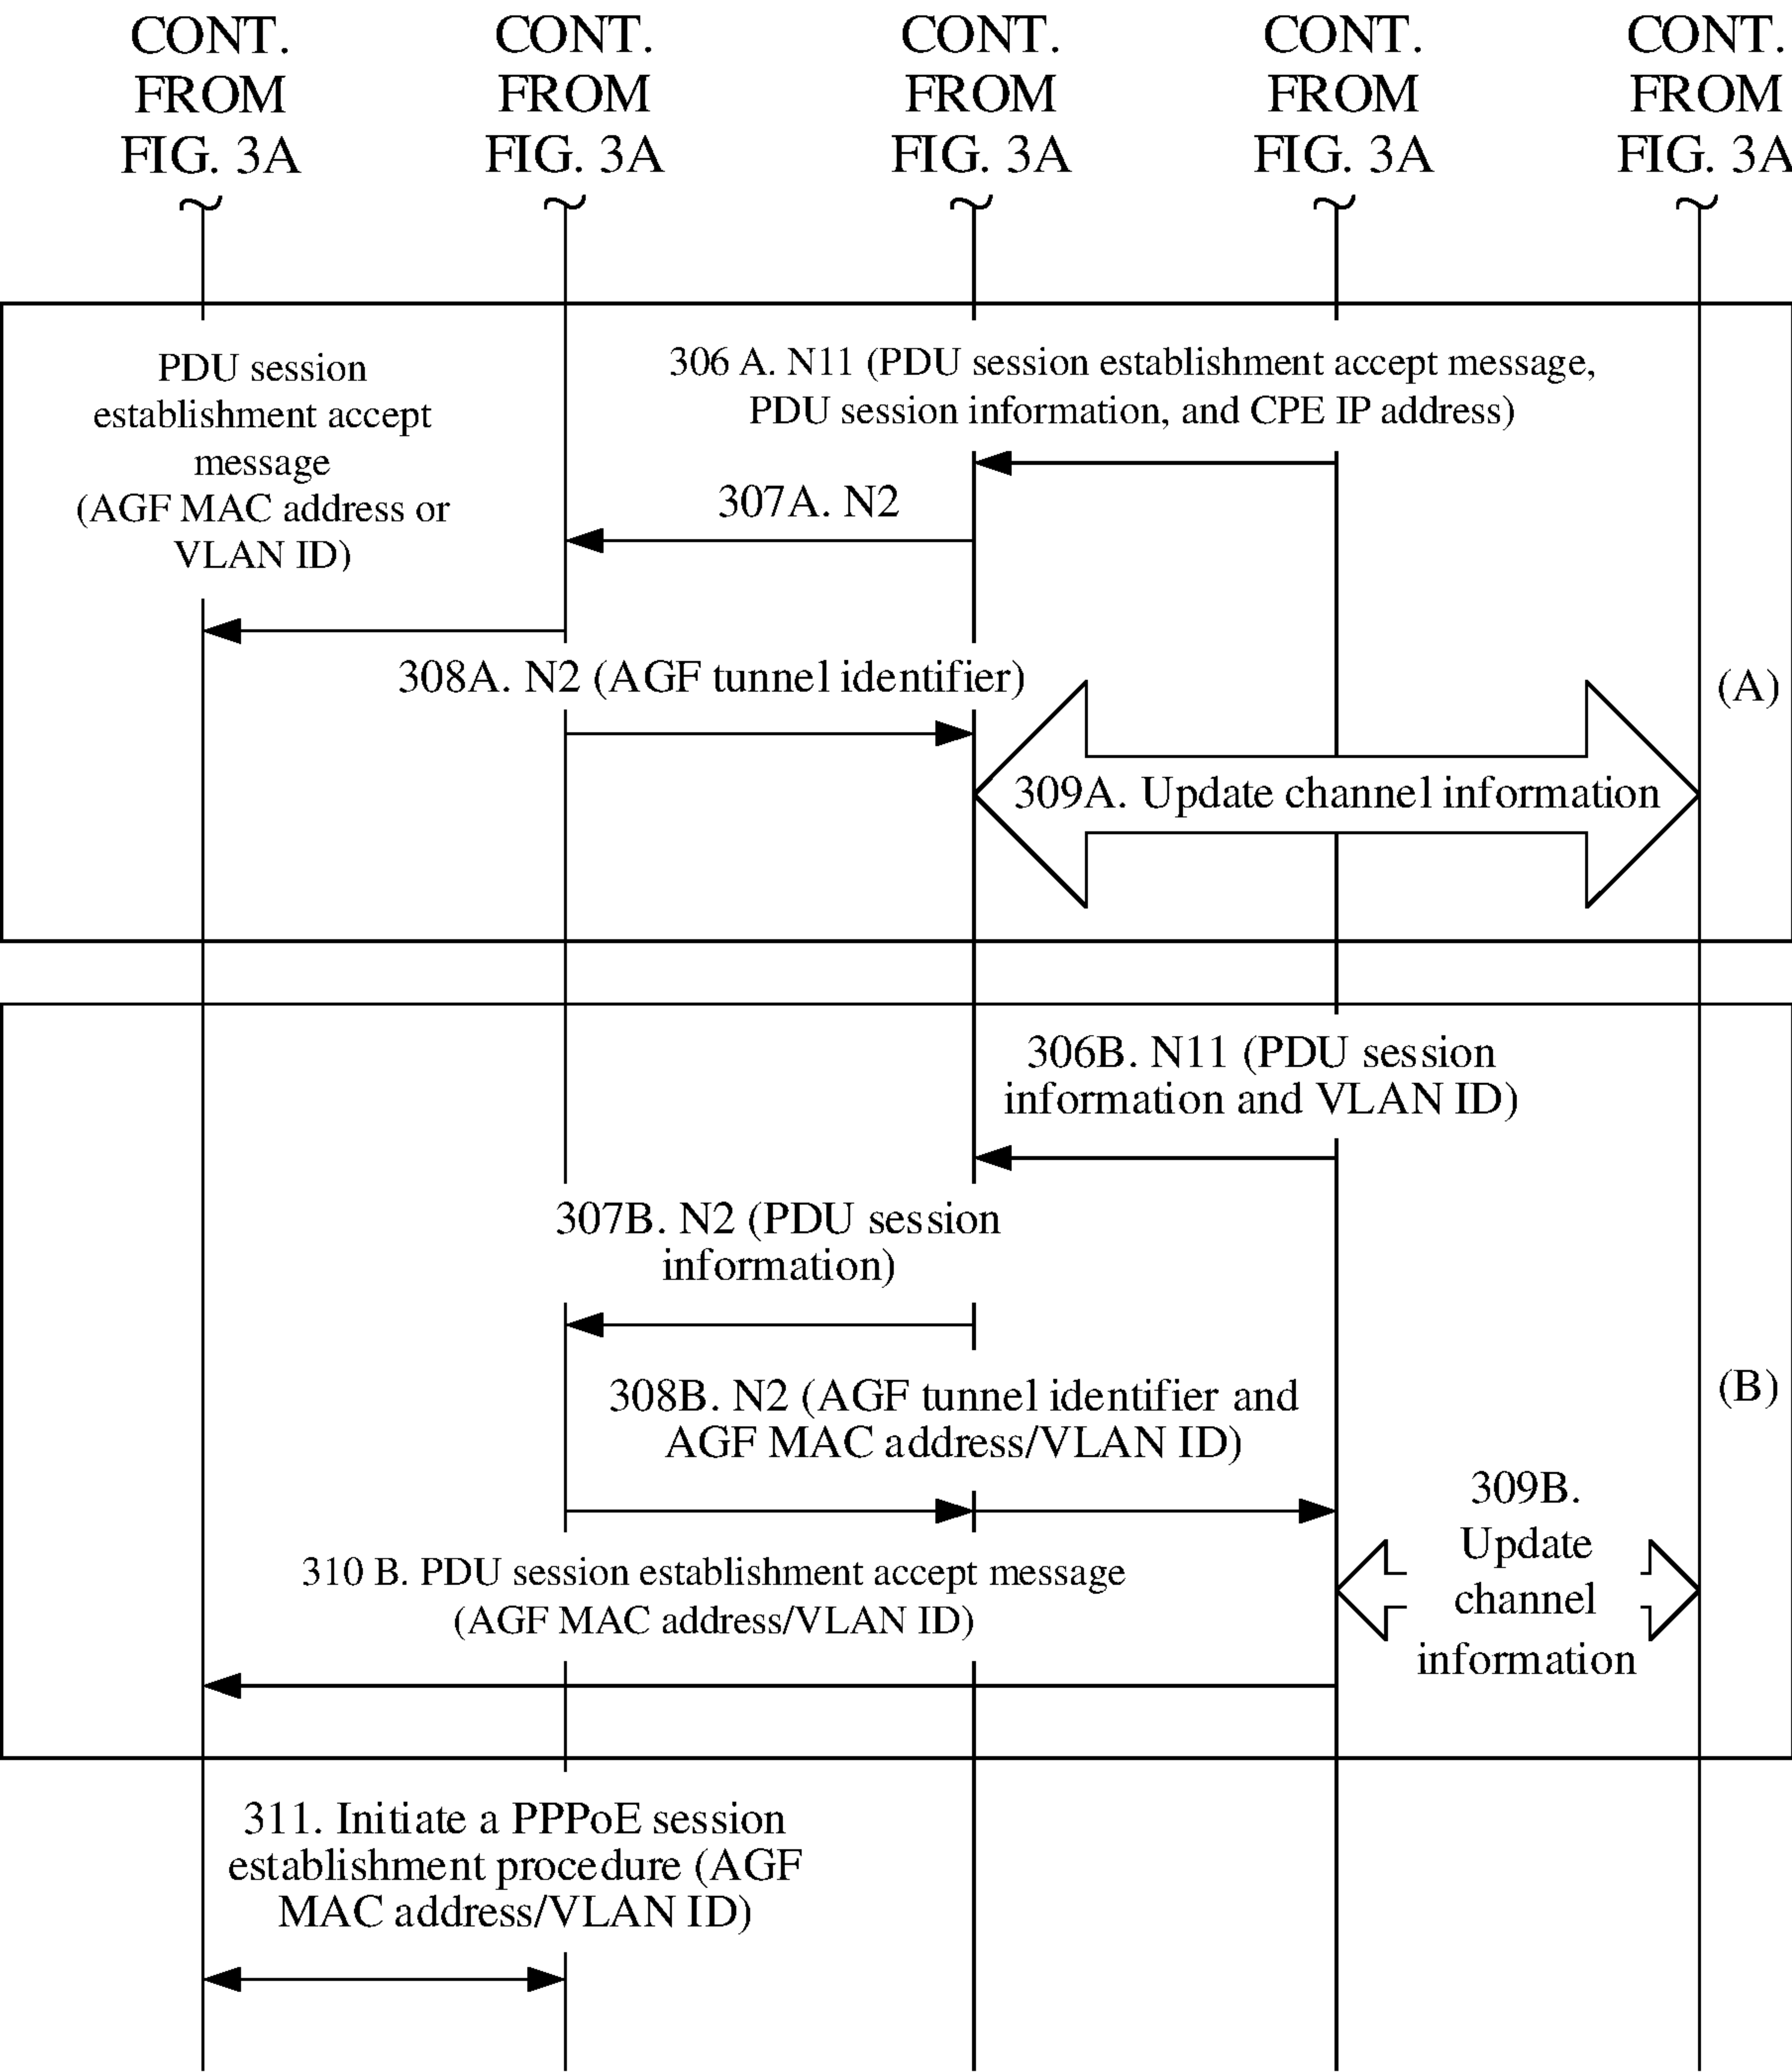 CONT.
FROM
FIG. 3A
CONT.
FROM
FIG. 3A
CONT.
FROM
FIG. 3A
CONT.
FROM
FIG. 3A
CONT.
FROM
FIG. 3A
PDU session
establishment accept
message
(AGF MAC address or
VLAN ID)
306 A. N11 (PDU session establishment accept message,
PDU session information, and CPE IP address)
307A. N2
308A. N2 (AGF tunnel identifier)
309A. Update channel information
(A)
306B. N11 (PDU session
information and VLAN ID)
307B. N2 (PDU session
information)
308B. N2 (AGF tunnel identifier and
AGF MAC address/VLAN ID)
309B.
Update
channel
information
(B)
310 B. PDU session establishment accept message
(AGF MAC address/VLAN ID)
311. Initiate a PPPoE session
establishment procedure (AGF
MAC address/VLAN ID)